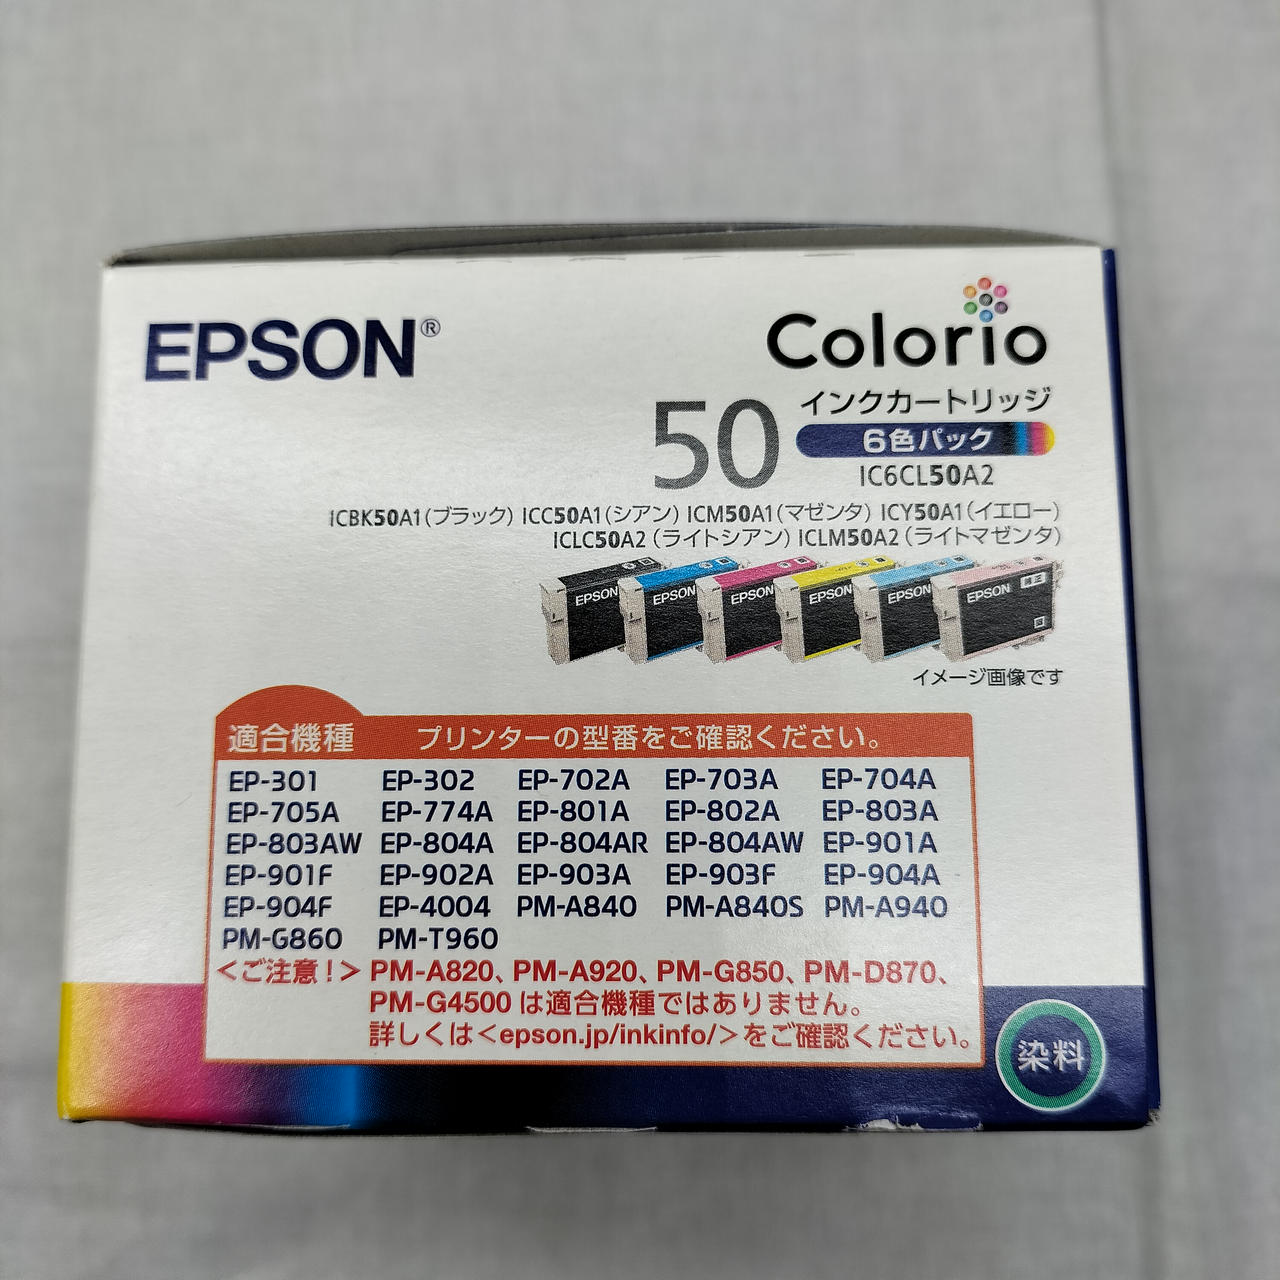 EPSON®
Colorio
50
インクカートリッジ
6色パック
IC6CL50A2
ICBK50A1(ブラック) ICC50A1(シアン) ICM50A1(マゼンタ) ICY50A1(イエロー)
ICLC50A2(ライトシアン) ICLM50A2(ライトマゼンタ)
EPSON EPSON EPSON EPSON EPSON EPSON 純正
イメージ画像です
適合機種 プリンターの型番をご確認ください。
EP-301 EP-302 EP-702A EP-703A EP-704A
EP-705A EP-774A EP-801A EP-802A EP-803A
EP-803AW EP-804A EP-804AR EP-804AW EP-901A
EP-901F EP-902A EP-903A EP-903F EP-904A
EP-904F EP-4004 PM-A840 PM-A840S PM-A940
PM-G860 PM-T960
<ご注意!> PM-A820、PM-A920、PM-G850、PM-D870、
PM-G4500は適合機種ではありません。
詳しくは<epson.jp/inkinfo/>をご確認ください。
染料